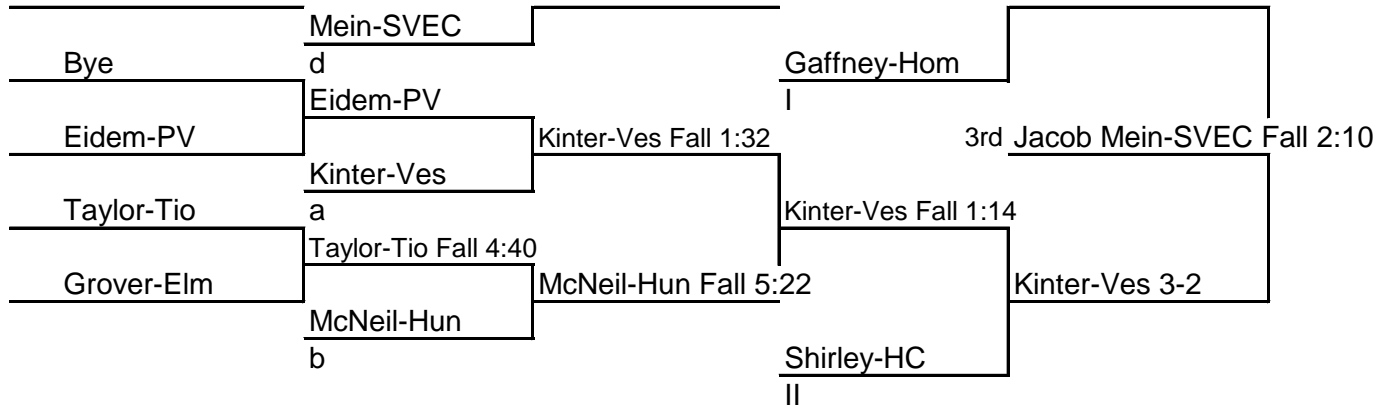 Mein-SVEC
Bye
d
Gaffney-Hom
Eidem-PV
I
Eidem-PV
Kinter-Ves Fall 1:32
3rd Jacob Mein-SVEC Fall 2:10
Kinter-Ves
Taylor-Tio
a
Kinter-Ves Fall 1:14
Taylor-Tio Fall 4:40
Grover-Elm
McNeil-Hun Fall 5:22
Kinter-Ves 3-2
McNeil-Hun
b
Shirley-HC
II